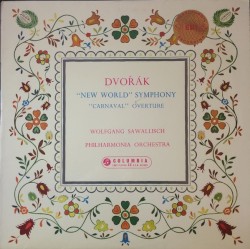 DVOŘÁK
"NEW WORLD" SYMPHONY
"CARNAVAL" OVERTURE
WOLFGANG SAWALLISCH
PHILHARMONIA ORCHESTRA
COLUMBIA